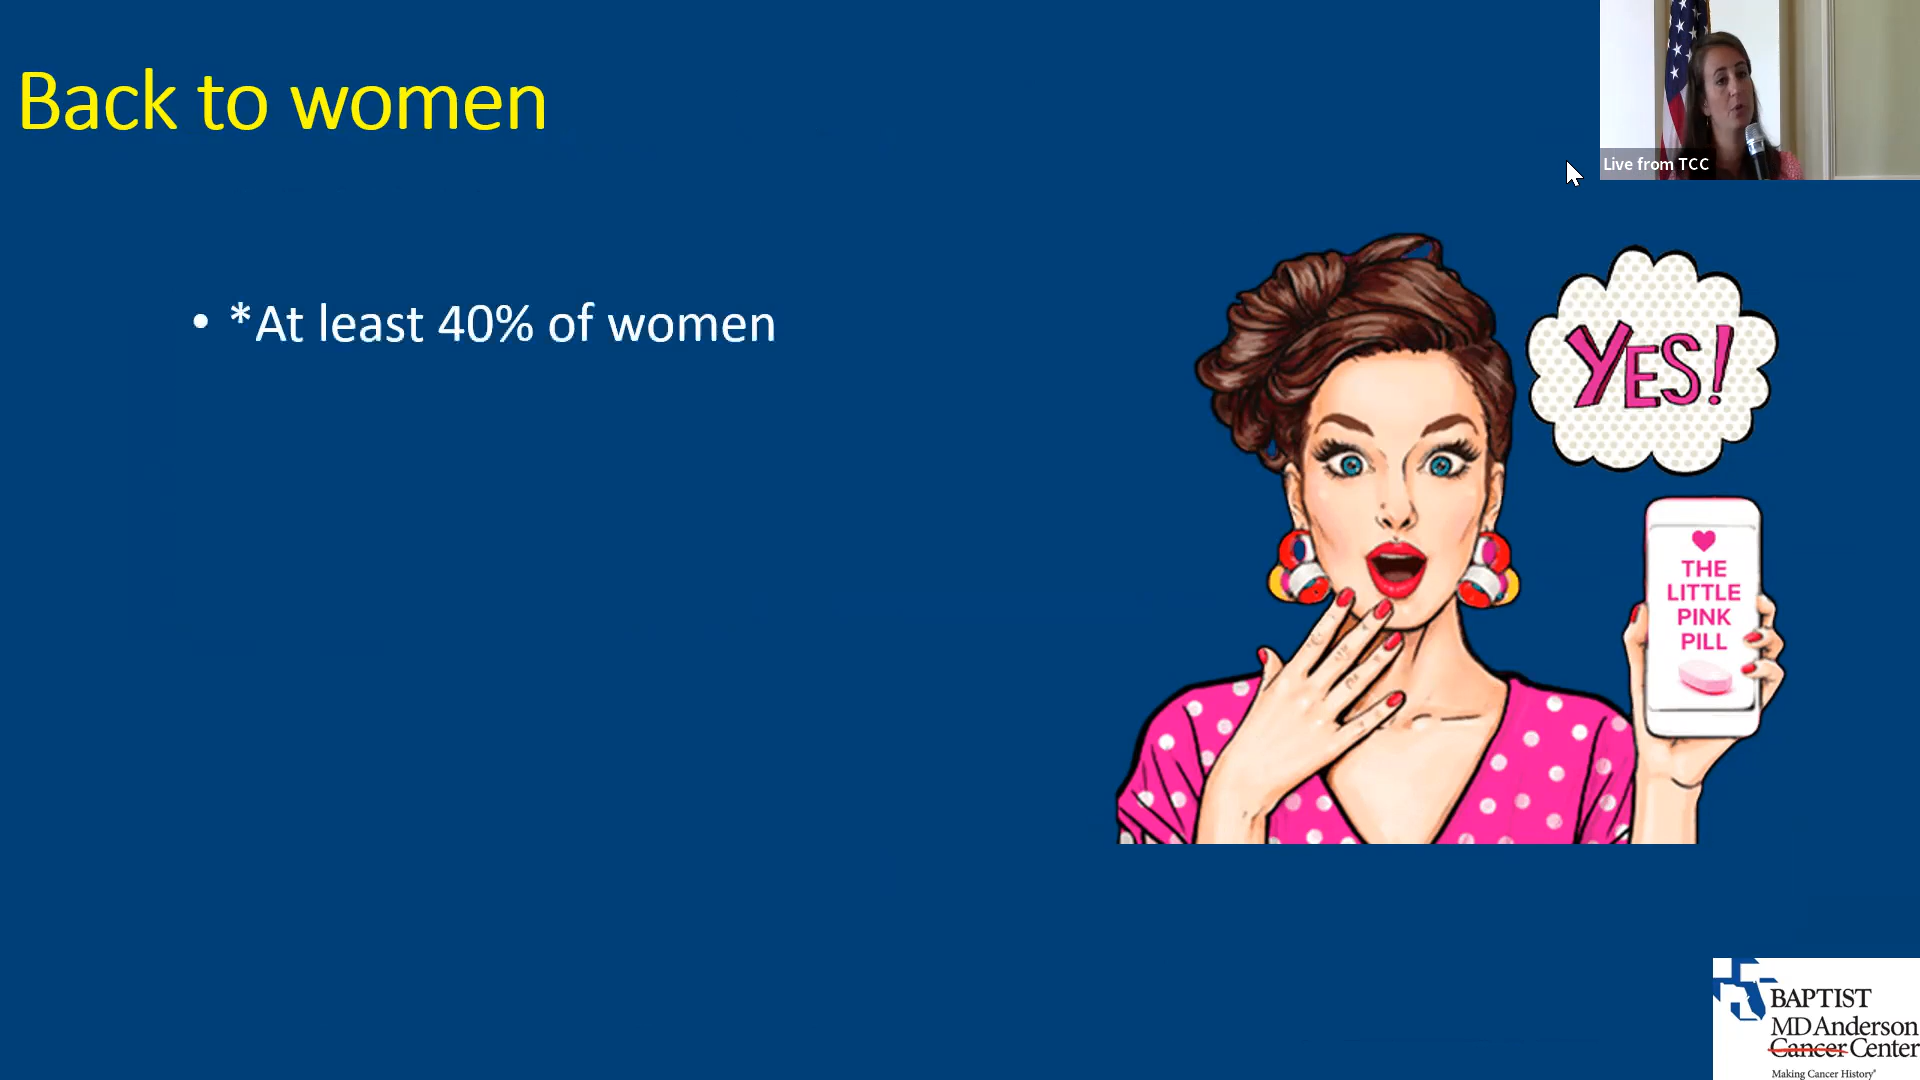 Back to women
Live from TCC
• *At least 40% of women
YES!
THE
LITTLE
PINK
PILL
BAPTIST
MD Anderson
Cancer Center
Making Cancer History®